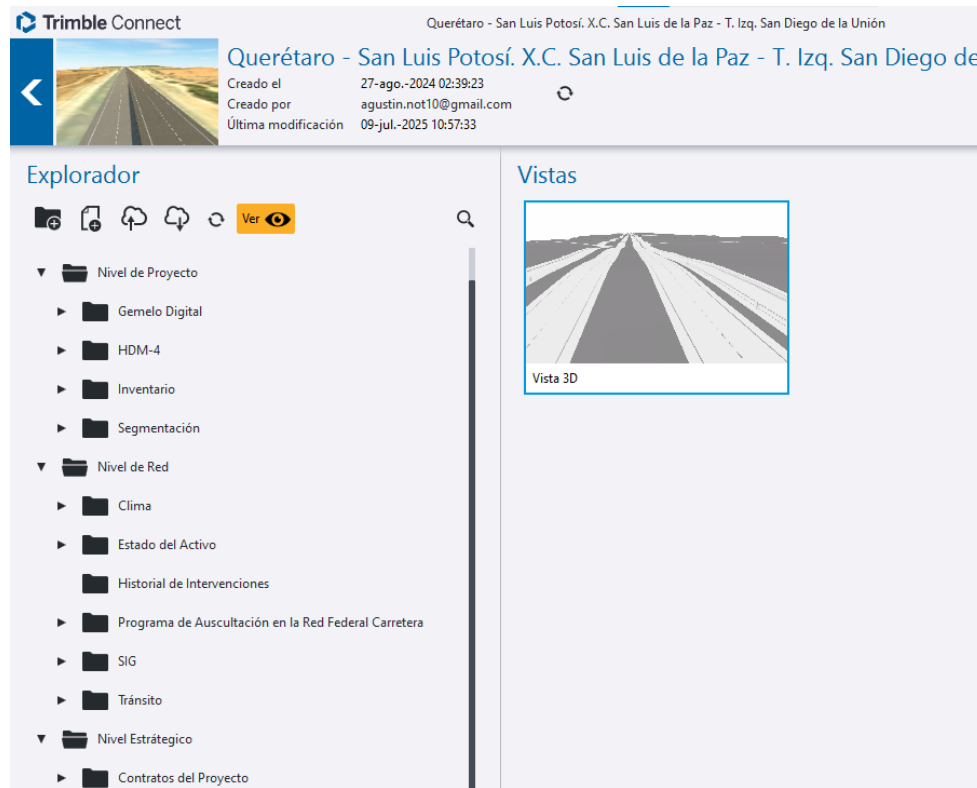 Trimble Connect
Querétaro - San Luis Potosí. X.C. San Luis de la Paz - T. Izq. San Diego de la Unión
Querétaro - San Luis Potosí. X.C. San Luis de la Paz - T. Izq. San Diego de
Creado el 27-ago.-2024 02:39:23
Creado por agustin.not10@gmail.com
Última modificación 09-jul.-2025 10:57:33
Explorador
Ver
Nivel de Proyecto
Gemelo Digital
HDM-4
Inventario
Segmentación
Nivel de Red
Clima
Estado del Activo
Historial de Intervenciones
Programa de Auscultación en la Red Federal Carretera
SIG
Tránsito
Nivel Estrátegico
Contratos del Proyecto
Vistas
Vista 3D